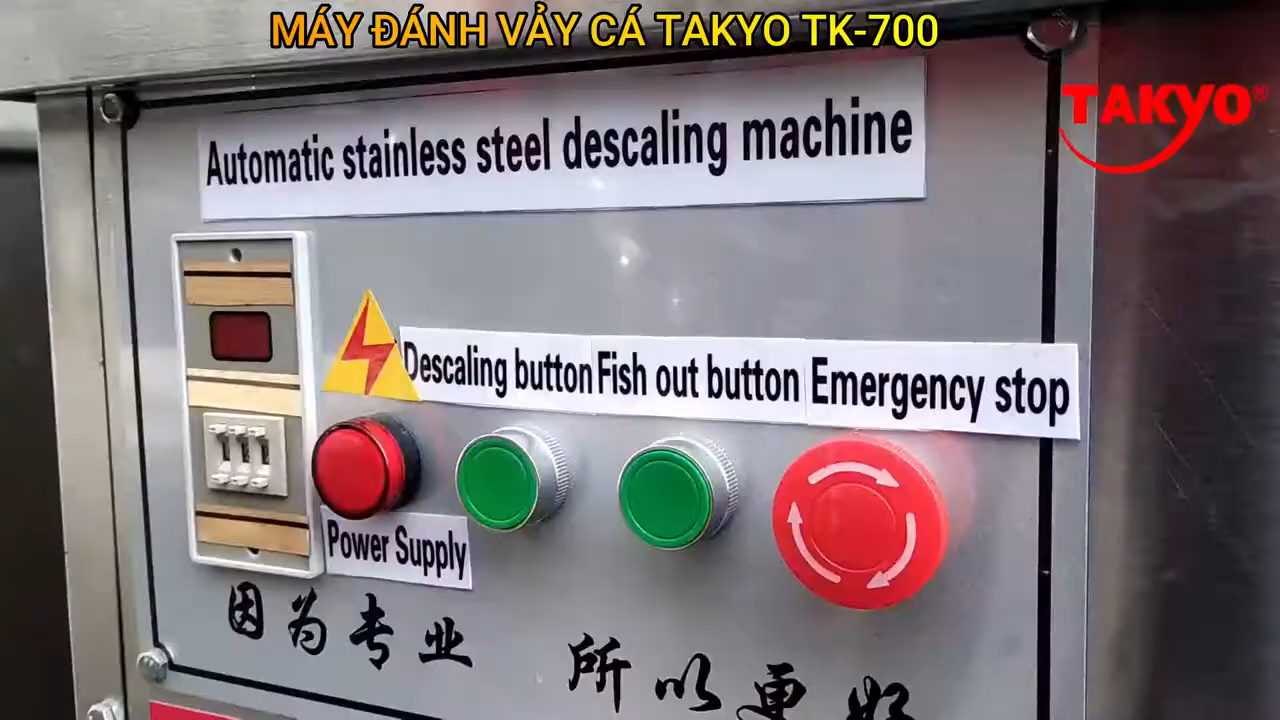 MÁY ĐÁNH VẢY CÁ TAKYO TK-700
TAKYO®
Automatic stainless steel descaling machine
Descaling button Fish out button Emergency stop
Power Supply
因为专业 所以更好